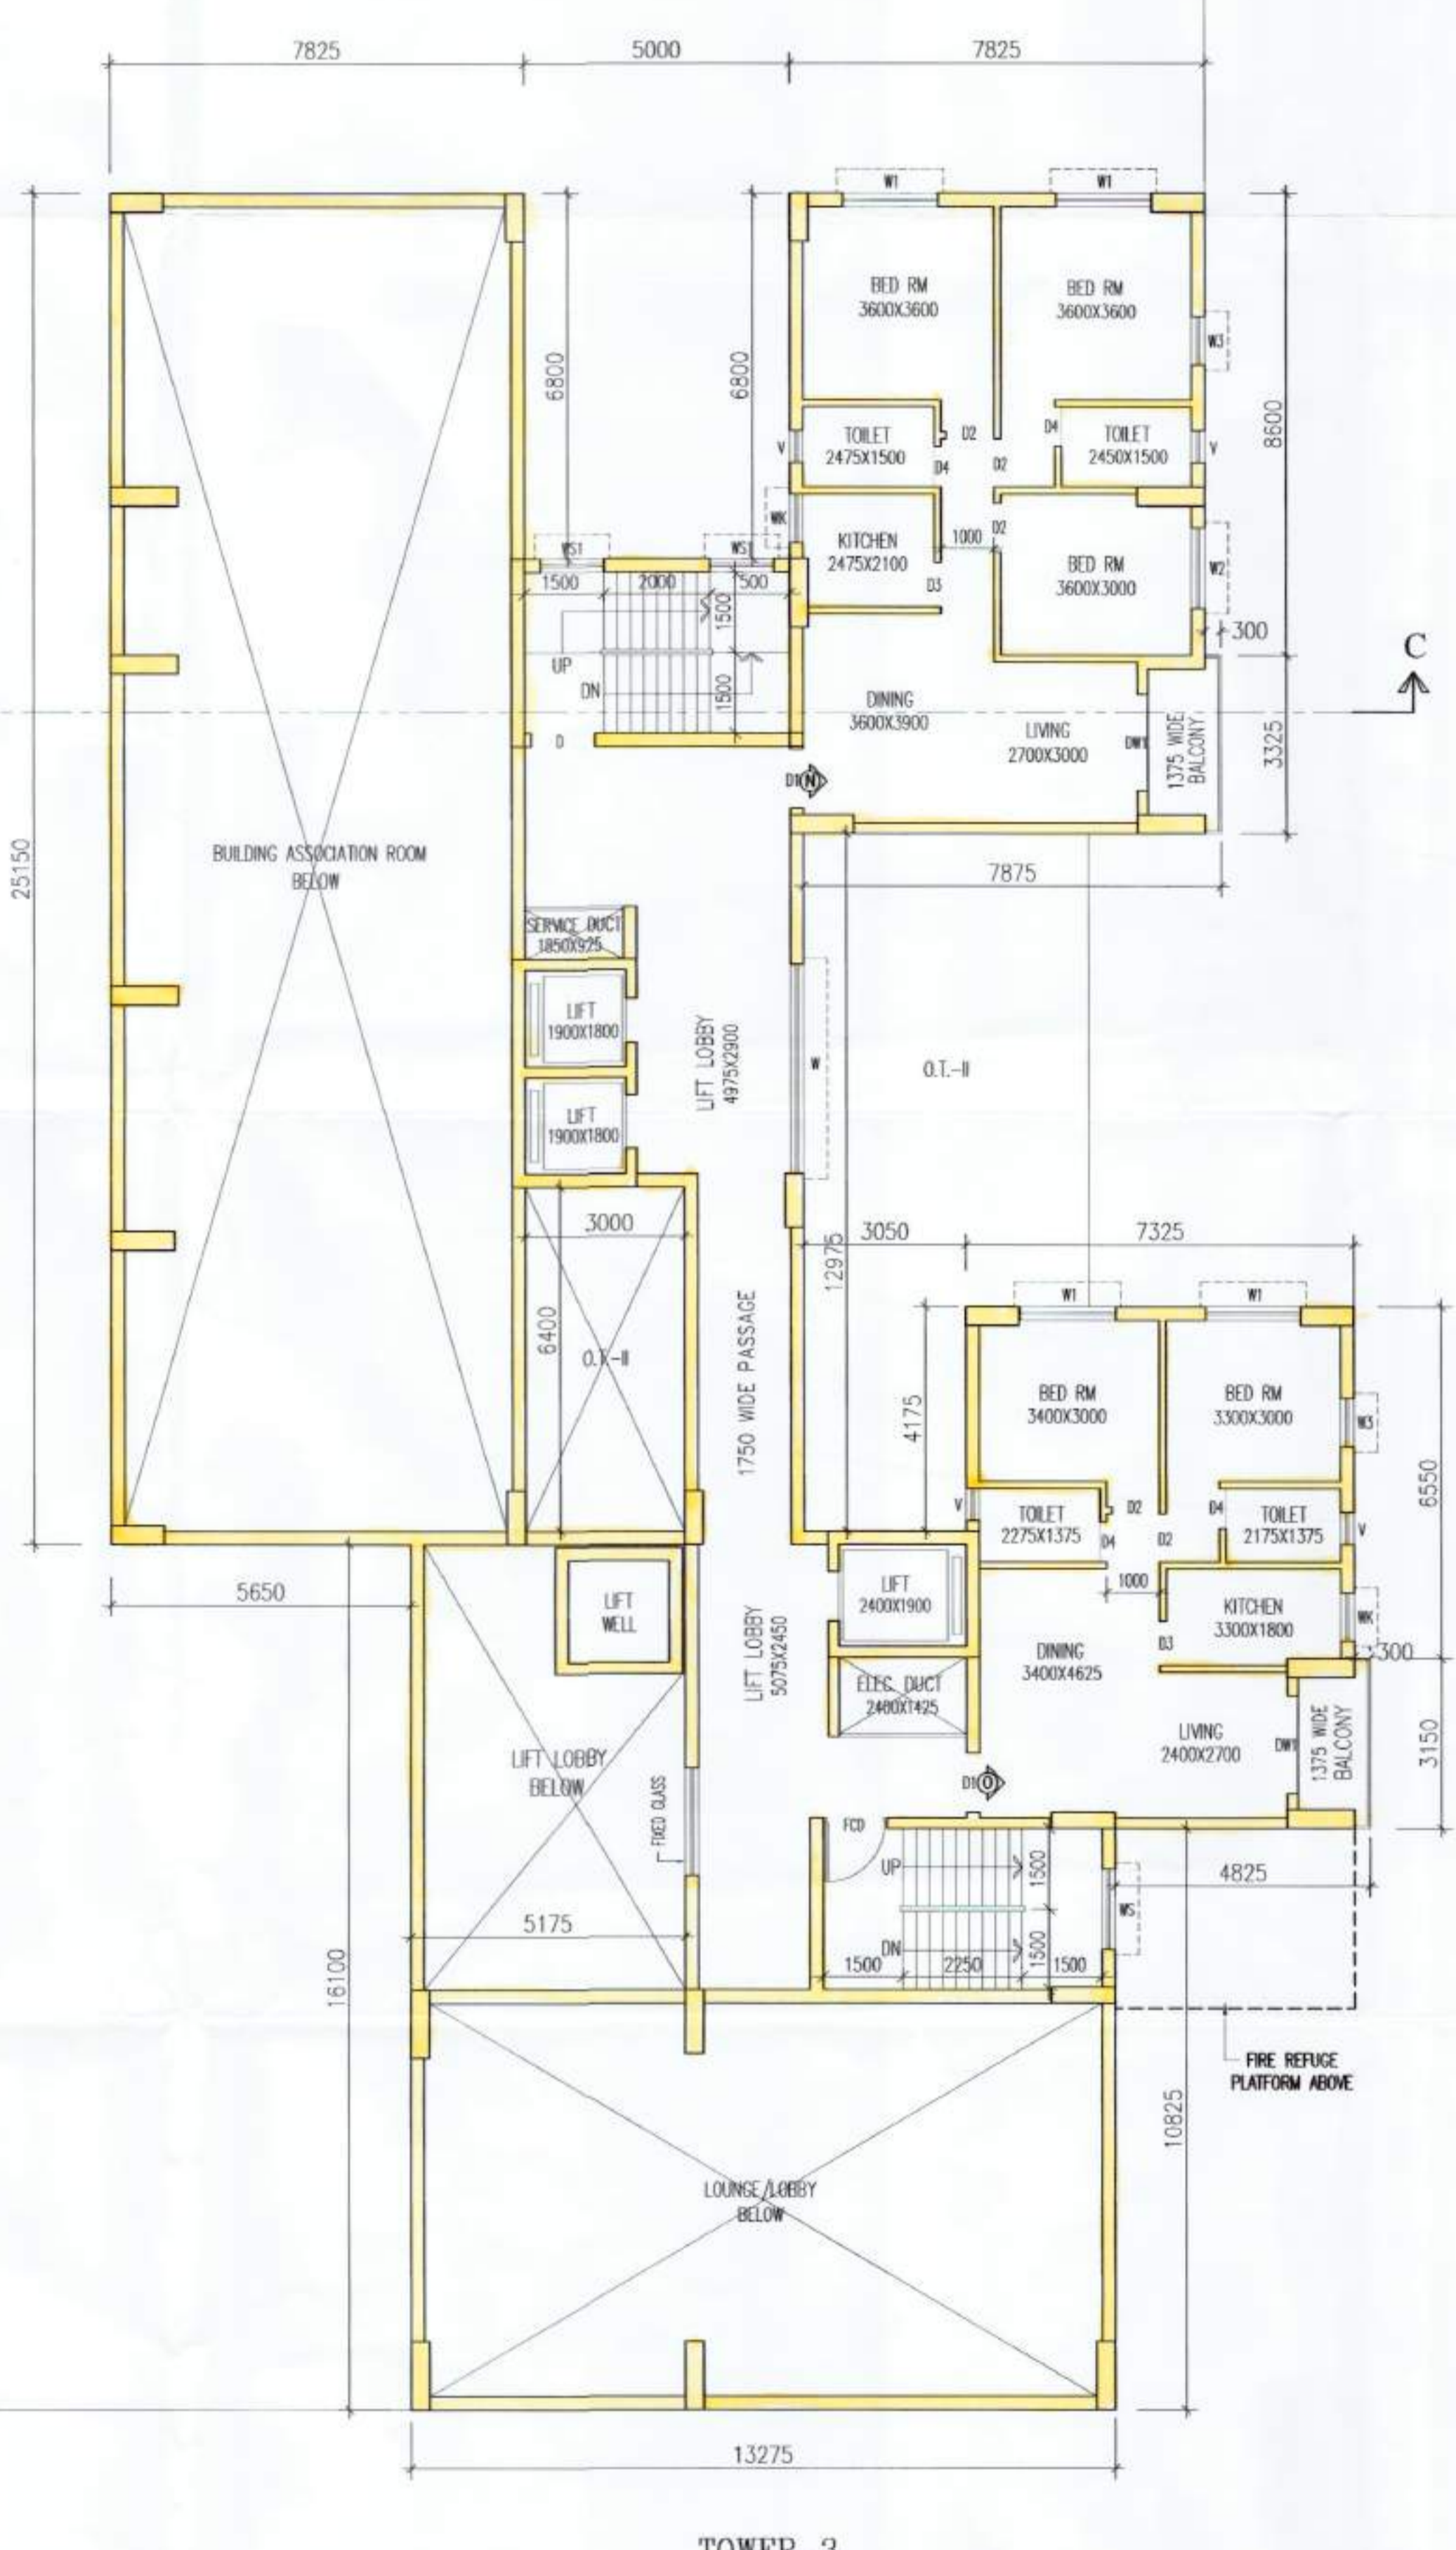 7825
5000
7825
W1
W1
BED RM
3600X3600
BED RM
3600X3600
W3
6800
6800
8600
TOILET
2475X1500
D2
D4
TOILET
2450X1500
V
V
D4
D2
WK
D2
KITCHEN
2475X2100
1000
BED RM
3600X3000
W2
WS1
WS1
1500
2000
500
D3
1500
300
UP
DN
1500
C
DINING
3600X3900
LIVING
2700X3000
DW1
1375 WIDE
BALCONY
3325
D
D1
N
25150
BUILDING ASSOCIATION ROOM
BELOW
7875
SERVICE DUCT
1850X925
LIFT
1900X1800
LIFT LOBBY
4975X2900
W
O.T.-II
LIFT
1900X1800
3000
3050
7325
12975
6400
O.T.-II
1750 WIDE PASSAGE
W1
W1
4175
BED RM
3400X3000
BED RM
3300X3000
W3
6550
V
TOILET
2275X1375
D2
D4
D4
D2
TOILET
2175X1375
V
5650
LIFT
WELL
LIFT LOBBY
5075X2450
LIFT
2400X1900
1000
KITCHEN
3300X1800
WK
D3
300
DINING
3400X4625
ELEC. DUCT
2400X1425
LIVING
2400X2700
DW1
1375 WIDE
BALCONY
3150
LIFT LOBBY
BELOW
FIXED GLASS
D1
O
FCD
UP
1500
4825
WS
5175
DN
1500
1500
2250
1500
16100
FIRE REFUGE
PLATFORM ABOVE
10825
LOUNGE/LOBBY
BELOW
13275
TOWER 3